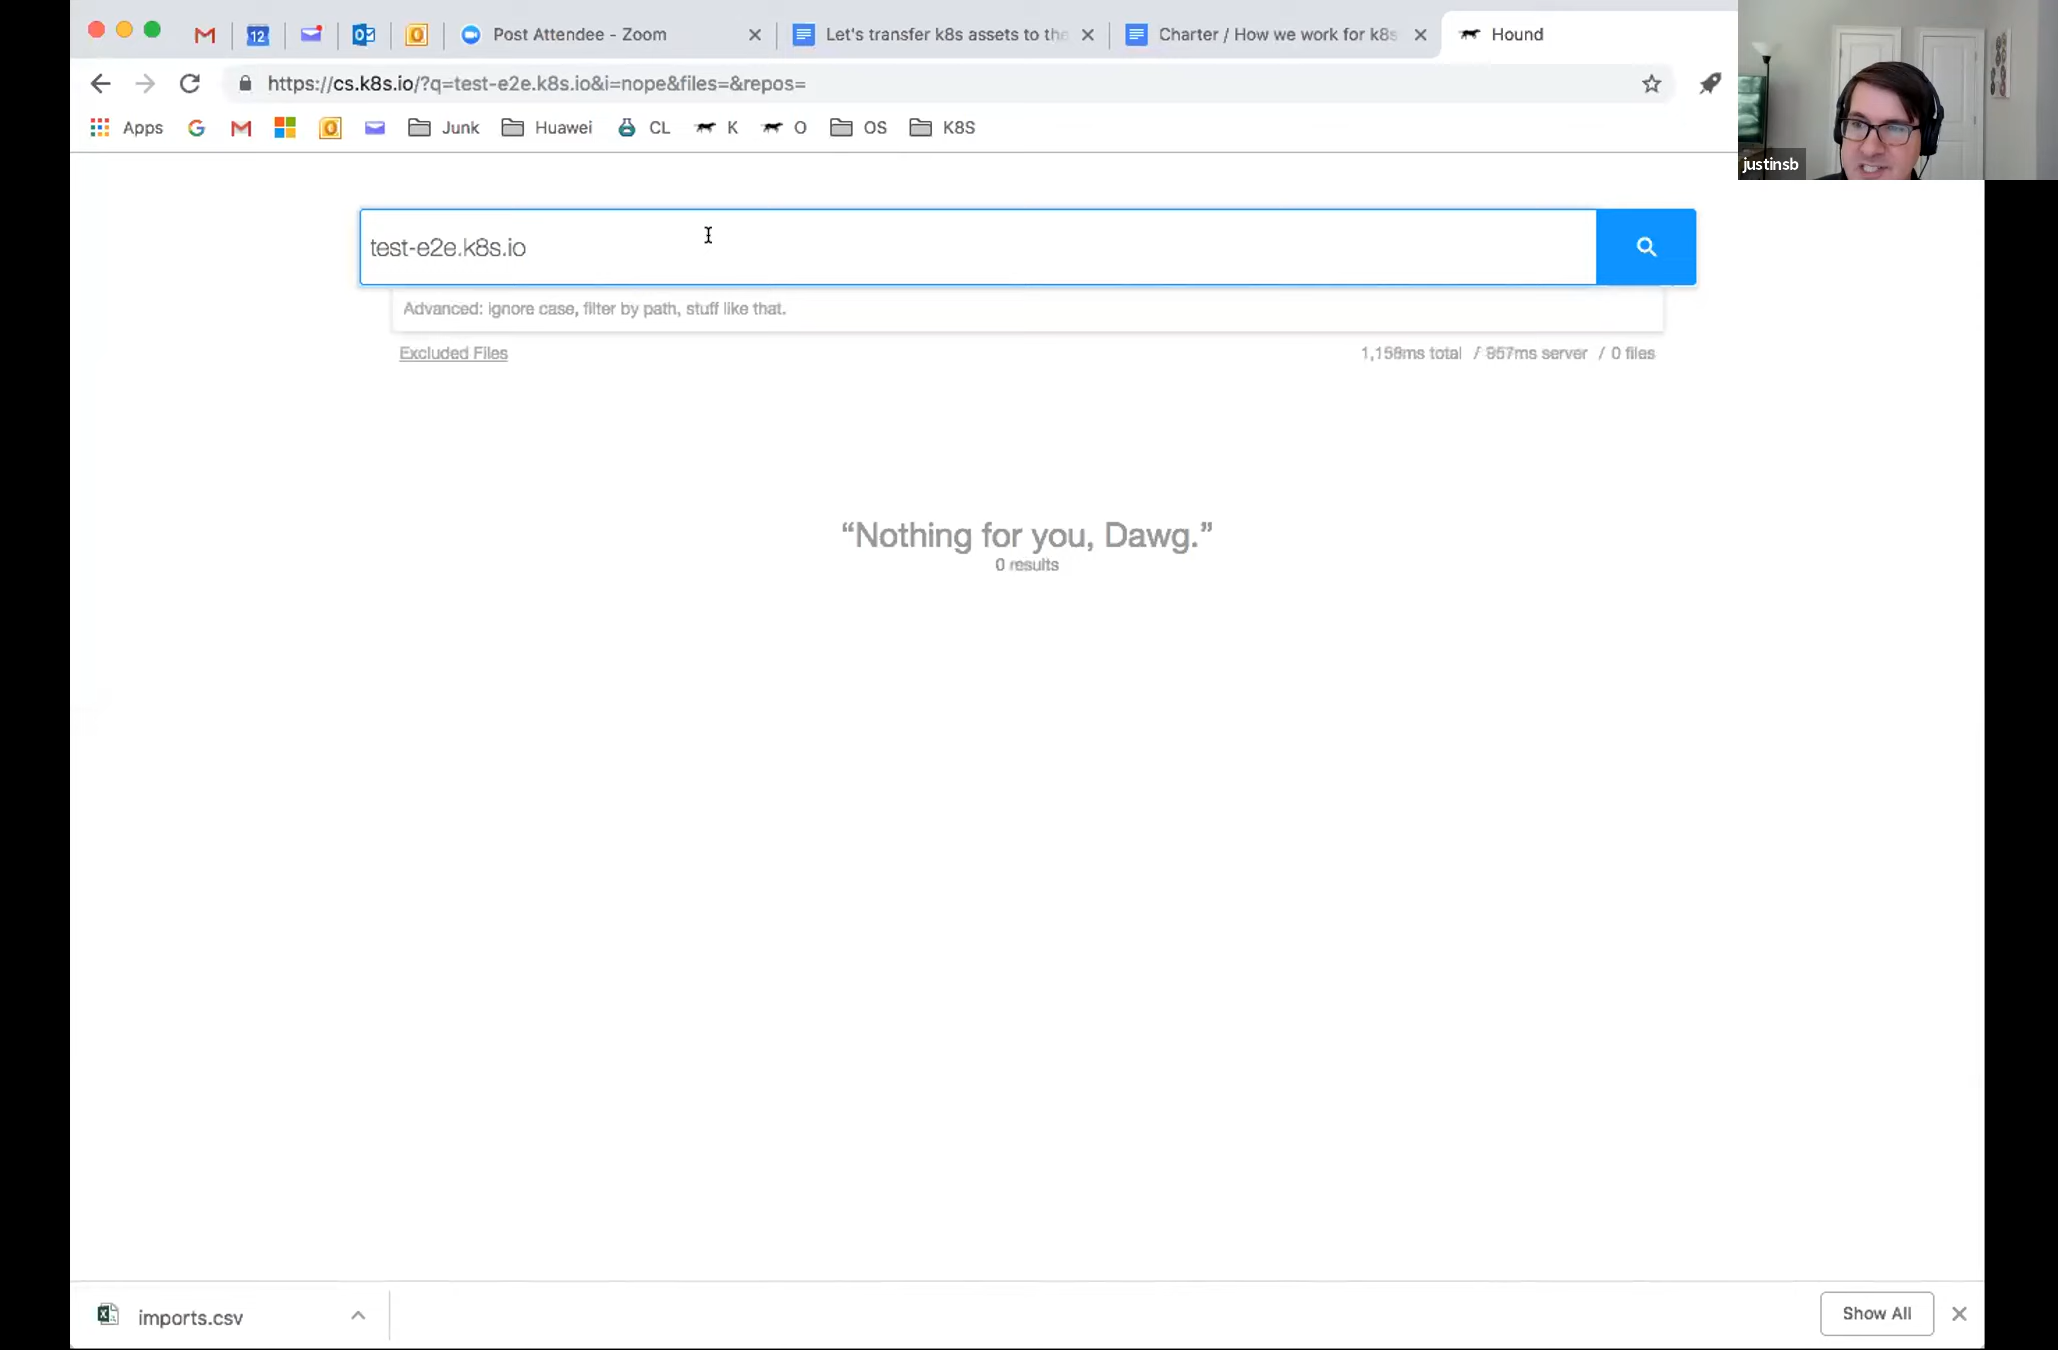 12
Post Attendee - Zoom
Let's transfer k8s assets to the
Charter / How we work for k8s
Hound
https://cs.k8s.io/?q=test-e2e.k8s.io&i=nope&files=&repos=
Apps
Junk
Huawei
CL
K
O
OS
K8S
justinsb
test-e2e.k8s.io
Advanced: ignore case, filter by path, stuff like that.
Excluded Files
1,158ms total / 957ms server / 0 files
“Nothing for you, Dawg.”
0 results
imports.csv
Show All